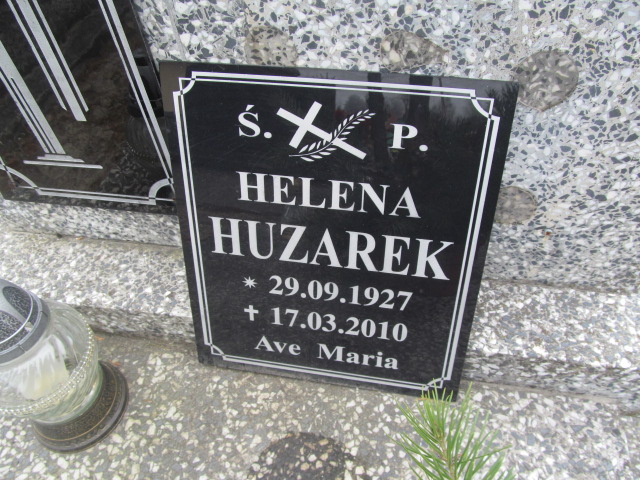 Ś. P.
HELENA
HUZAREK
* 29.09.1927
✝ 17.03.2010
Ave Maria